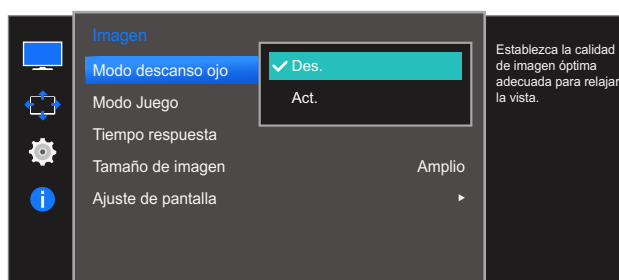 Imagen
Modo descanso ojo
Des.
Modo Juego
Act.
Tiempo respuesta
Tamaño de imagen Amplio
Ajuste de pantalla
Establezca la calidad
de imagen óptima
adecuada para relajar
la vista.